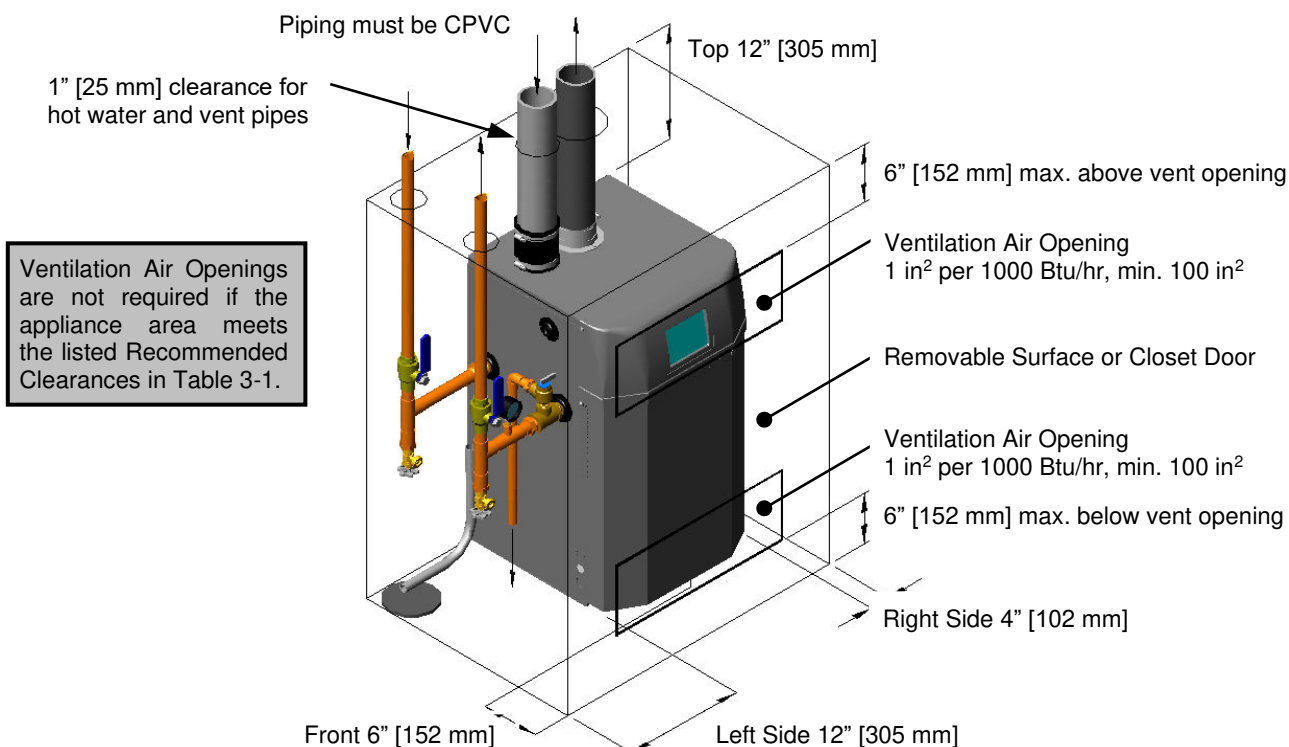 Piping must be CPVC
Top 12” [305 mm]
1” [25 mm] clearance for
hot water and vent pipes
6” [152 mm] max. above vent opening
Ventilation Air Opening
1 in² per 1000 Btu/hr, min. 100 in²
Ventilation Air Openings
are not required if the
appliance area meets
the listed Recommended
Clearances in Table 3-1.
Removable Surface or Closet Door
Ventilation Air Opening
1 in² per 1000 Btu/hr, min. 100 in²
6” [152 mm] max. below vent opening
Right Side 4” [102 mm]
Front 6” [152 mm]
Left Side 12” [305 mm]